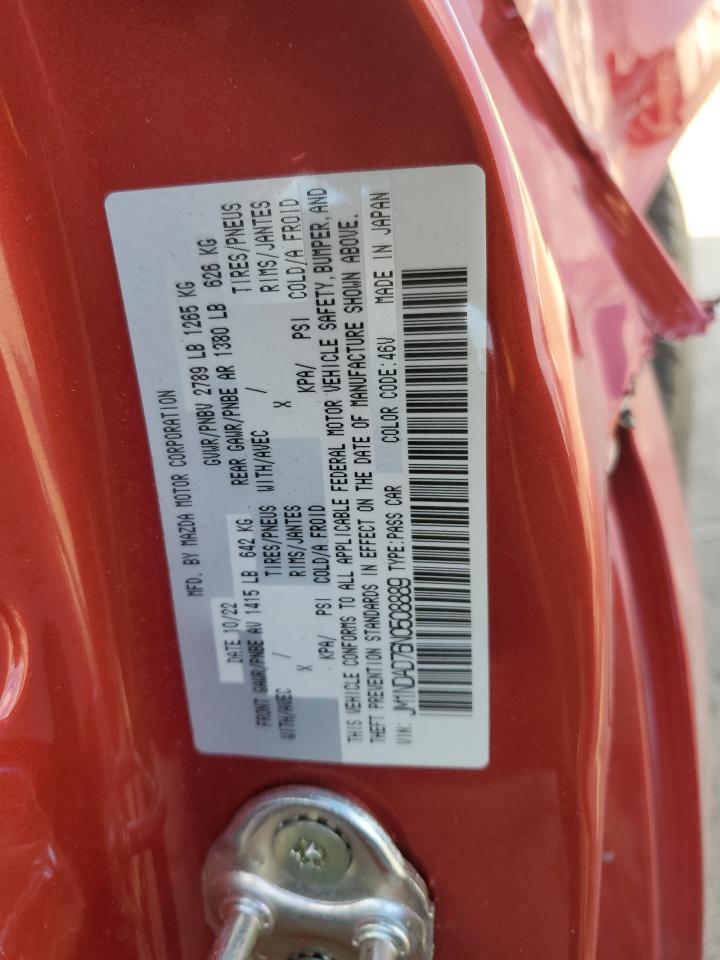 MFD. BY MAZDA MOTOR CORPORATION
DATE 10/22 GVWR/PNBV 2789 LB 1265 KG
FRONT GAWR/PNBE AV 1415 LB 642 KG REAR GAWR/PNBE AR 1380 LB 626 KG
WITH/AVEC / TIRES/PNEUS WITH/AVEC / TIRES/PNEUS
X RIMS/JANTES X RIMS/JANTES
KPA/ PSI COLD/A FROID KPA/ PSI COLD/A FROID
THIS VEHICLE CONFORMS TO ALL APPLICABLE FEDERAL MOTOR VEHICLE SAFETY, BUMPER, AND
THEFT PREVENTION STANDARDS IN EFFECT ON THE DATE OF MANUFACTURE SHOWN ABOVE.
VIN: JM1NDAD76N0508889 TYPE:PASS CAR COLOR CODE:46V MADE IN JAPAN